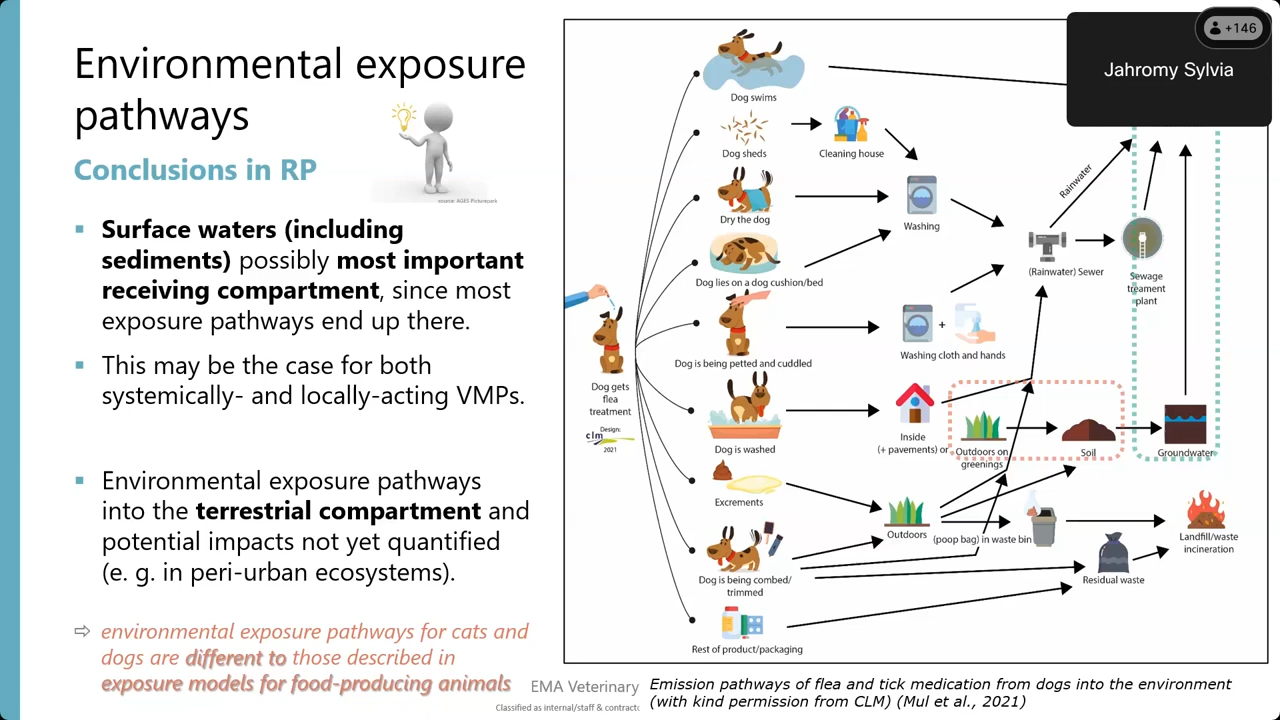 Environmental exposure
pathways
Conclusions in RP
source: AGES Picturepark
▪ Surface waters (including
sediments) possibly most important
receiving compartment, since most
exposure pathways end up there.
▪ This may be the case for both
systemically- and locally-acting VMPs.
▪ Environmental exposure pathways
into the terrestrial compartment and
potential impacts not yet quantified
(e. g. in peri-urban ecosystems).
⇨ environmental exposure pathways for cats and
dogs are different to those described in
exposure models for food-producing animals
+146
Jahromy Sylvia
Dog swims
Dog sheds
Cleaning house
Dry the dog
Washing
Rainwater
Dog lies on a dog cushion/bed
(Rainwater) Sewer
Sewage
treament
plant
Dog is being petted and cuddled
Washing cloth and hands
Dog gets
flea
treatment
Design:
clm
2021
Dog is washed
Inside
(+ pavements) or
Outdoors on
greenings
Soil
Groundwater
Excrements
Outdoors
(poop bag) in waste bin
Landfill/waste
incineration
Dog is being combed/
trimmed
Residual waste
Rest of product/packaging
EMA Veterinary
Classified as internal/staff & contracto
Emission pathways of flea and tick medication from dogs into the environment
(with kind permission from CLM) (Mul et al., 2021)